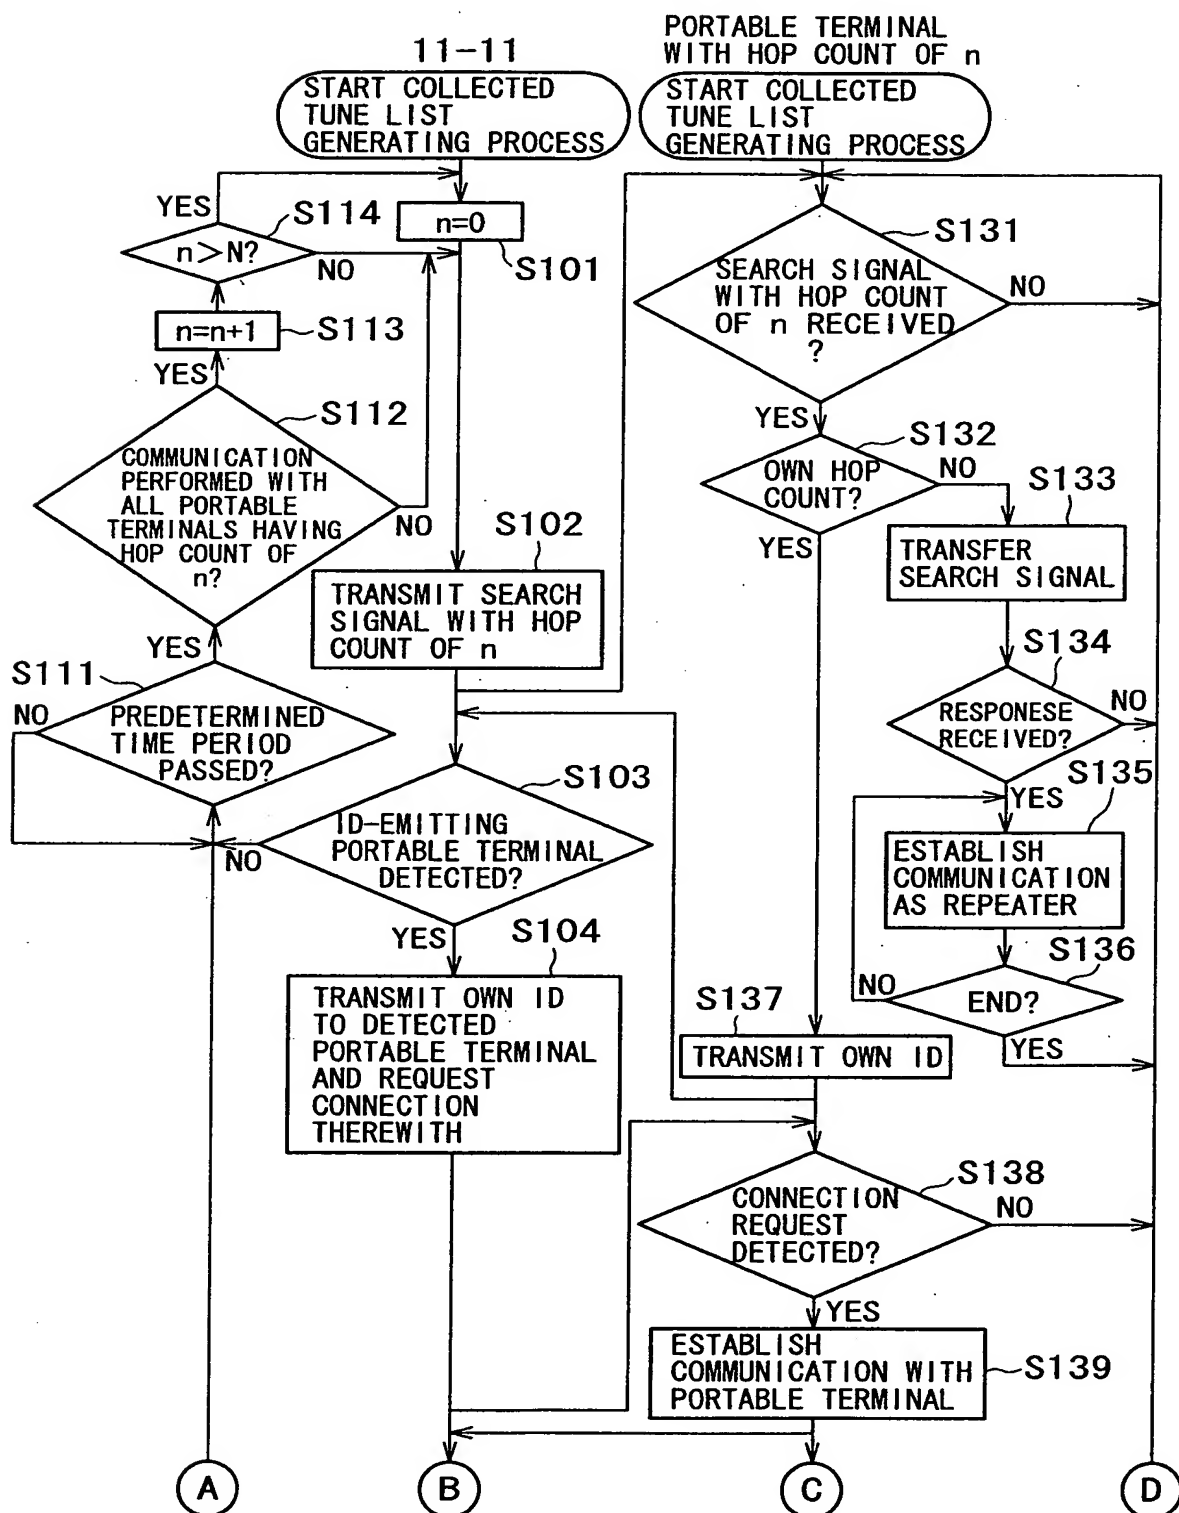 11-11
START COLLECTED
TUNE LIST
GENERATING PROCESS
PORTABLE TERMINAL
WITH HOP COUNT OF n
START COLLECTED
TUNE LIST
GENERATING PROCESS
YES
S114
n>N?
NO
n=0
S101
n=n+1
S113
YES
S112
COMMUNICATION
PERFORMED WITH
ALL PORTABLE
TERMINALS HAVING
HOP COUNT OF
n?
NO
YES
S111
NO
PREDETERMINED
TIME PERIOD
PASSED?
S102
TRANSMIT SEARCH
SIGNAL WITH HOP
COUNT OF n
S103
ID-EMITTING
PORTABLE TERMINAL
DETECTED?
NO
YES
S104
TRANSMIT OWN ID
TO DETECTED
PORTABLE TERMINAL
AND REQUEST
CONNECTION
THEREWITH
S131
SEARCH SIGNAL
WITH HOP COUNT
OF n RECEIVED
?
NO
YES
S132
OWN HOP
COUNT?
NO
YES
S133
TRANSFER
SEARCH SIGNAL
S134
RESPONESE
RECEIVED?
NO
YES
S135
ESTABLISH
COMMUNICATION
AS REPEATER
S136
END?
NO
YES
S137
TRANSMIT OWN ID
S138
CONNECTION
REQUEST
DETECTED?
NO
YES
ESTABLISH
COMMUNICATION WITH
PORTABLE TERMINAL
S139
A
B
C
D